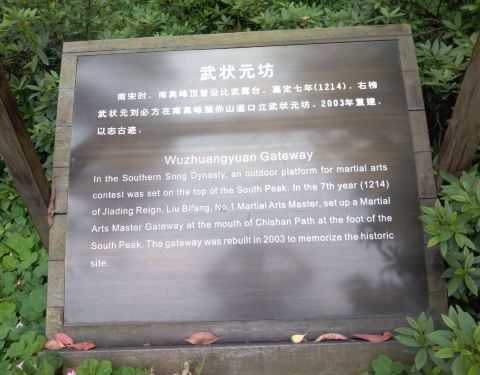 武状元坊
南宋时，南高峰顶曾设比武露台。嘉定七年(1214)，右榜
武状元刘必方在南高峰麓赤山道口立武状元坊。2003年重建，
以志古迹。
Wuzhuangyuan Gateway
In the Southern Song Dynasty, an outdoor platform for martial arts
contest was set on the top of the South Peak. In the 7th year (1214)
of Jiading Reign, Liu Bifang, No.1 Martial Arts Master, set up a Martial
Arts Master Gateway at the mouth of Chishan Path at the foot of the
South Peak. The gateway was rebuilt in 2003 to memorize the historic
site.